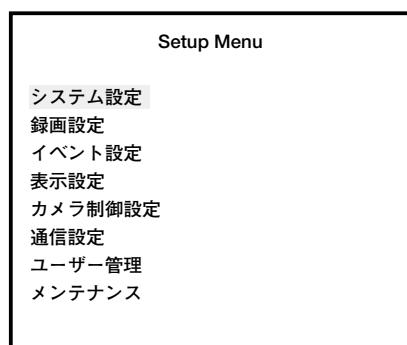 Setup Menu
システム設定
録画設定
イベント設定
表示設定
カメラ制御設定
通信設定
ユーザー管理
メンテナンス